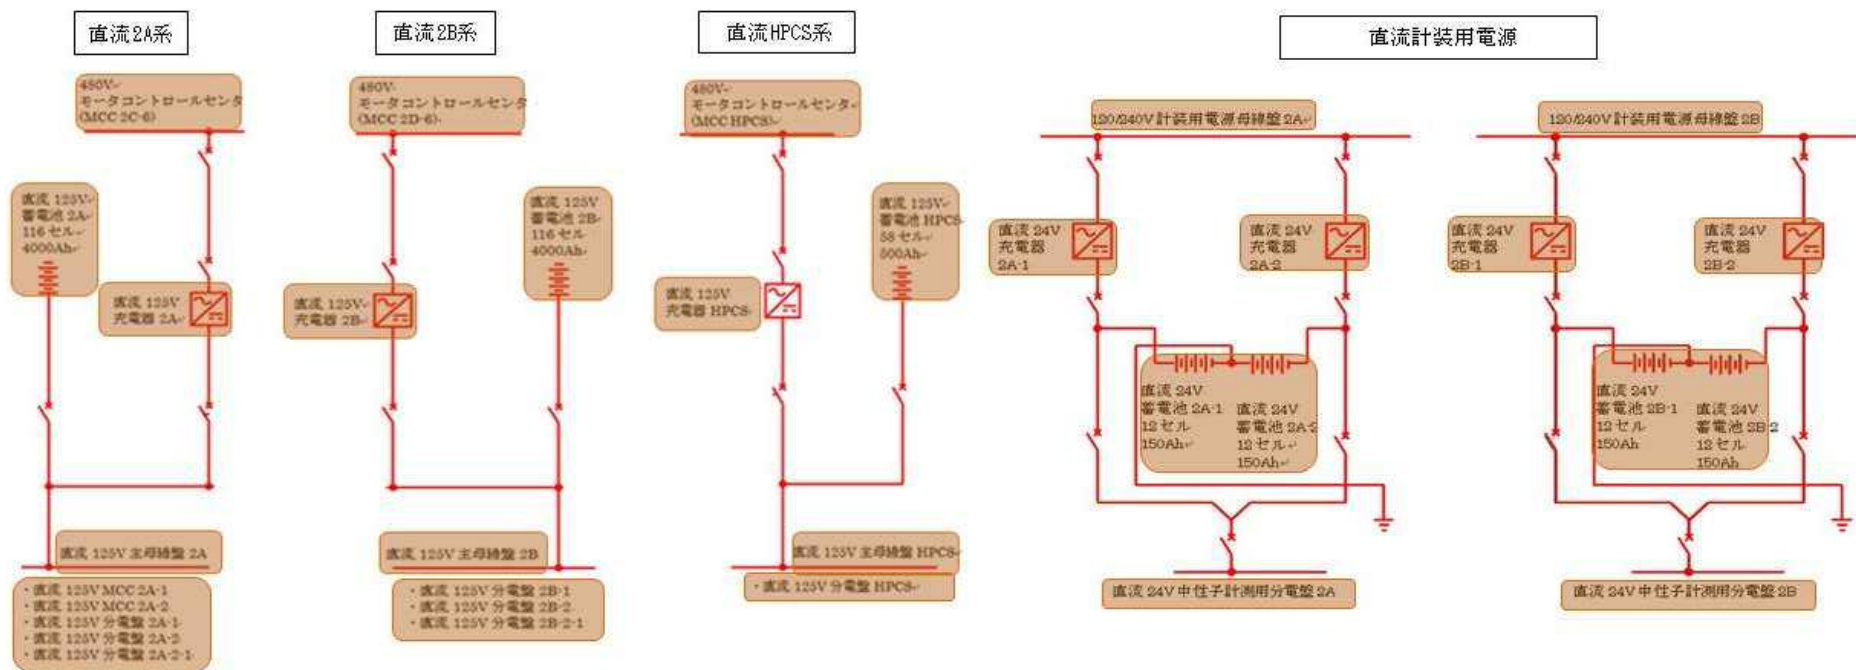 直流2A系
480V
モータコントロールセンタ
(MCC 2C-6)
直流 125V
蓄電池 2A
116 セル
4000Ah
直流 125V
充電器 2A
直流 125V 主母線盤 2A
・直流 125V MCC 2A-1
・直流 125V MCC 2A-2
・直流 125V 分電盤 2A-1
・直流 125V 分電盤 2A-2
・直流 125V 分電盤 2A-2-1
直流2B系
480V
モータコントロールセンタ
(MCC 2D-6)
直流 125V
蓄電池 2B
116 セル
4000Ah
直流 125V
充電器 2B
直流 125V 主母線盤 2B
・直流 125V 分電盤 2B-1
・直流 125V 分電盤 2B-2
・直流 125V 分電盤 2B-2-1
直流HPCS系
480V
モータコントロールセンタ
(MCC HPCS)
直流 125V
蓄電池 HPCS
58 セル
500Ah
直流 125V
充電器 HPCS
直流 125V 主母線盤 HPCS
・直流 125V 分電盤 HPCS
直流計装用電源
120/240V 計装用電源母線盤 2A
直流 24V
充電器
2A-1
直流 24V
充電器
2A-2
直流 24V
蓄電池 2A-1
12 セル
150Ah
直流 24V
蓄電池 2A-2
12 セル
150Ah
直流 24V 中性子計測用分電盤 2A
120/240V 計装用電源母線盤 2B
直流 24V
充電器
2B-1
直流 24V
充電器
2B-2
直流 24V
蓄電池 2B-1
12 セル
150Ah
直流 24V
蓄電池 2B-2
12 セル
150Ah
直流 24V 中性子計測用分電盤 2B